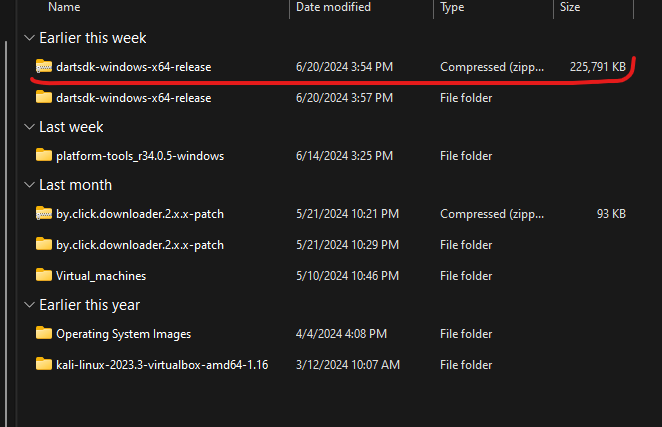 Name Date modified Type Size
Earlier this week
dartsdk-windows-x64-release 6/20/2024 3:54 PM Compressed (zipp... 225,791 KB
dartsdk-windows-x64-release 6/20/2024 3:57 PM File folder
Last week
platform-tools_r34.0.5-windows 6/14/2024 3:25 PM File folder
Last month
by.click.downloader.2.x.x-patch 5/21/2024 10:21 PM Compressed (zipp... 93 KB
by.click.downloader.2.x.x-patch 5/21/2024 10:29 PM File folder
Virtual_machines 5/10/2024 10:46 PM File folder
Earlier this year
Operating System Images 4/4/2024 4:08 PM File folder
kali-linux-2023.3-virtualbox-amd64-1.16 3/12/2024 10:07 AM File folder